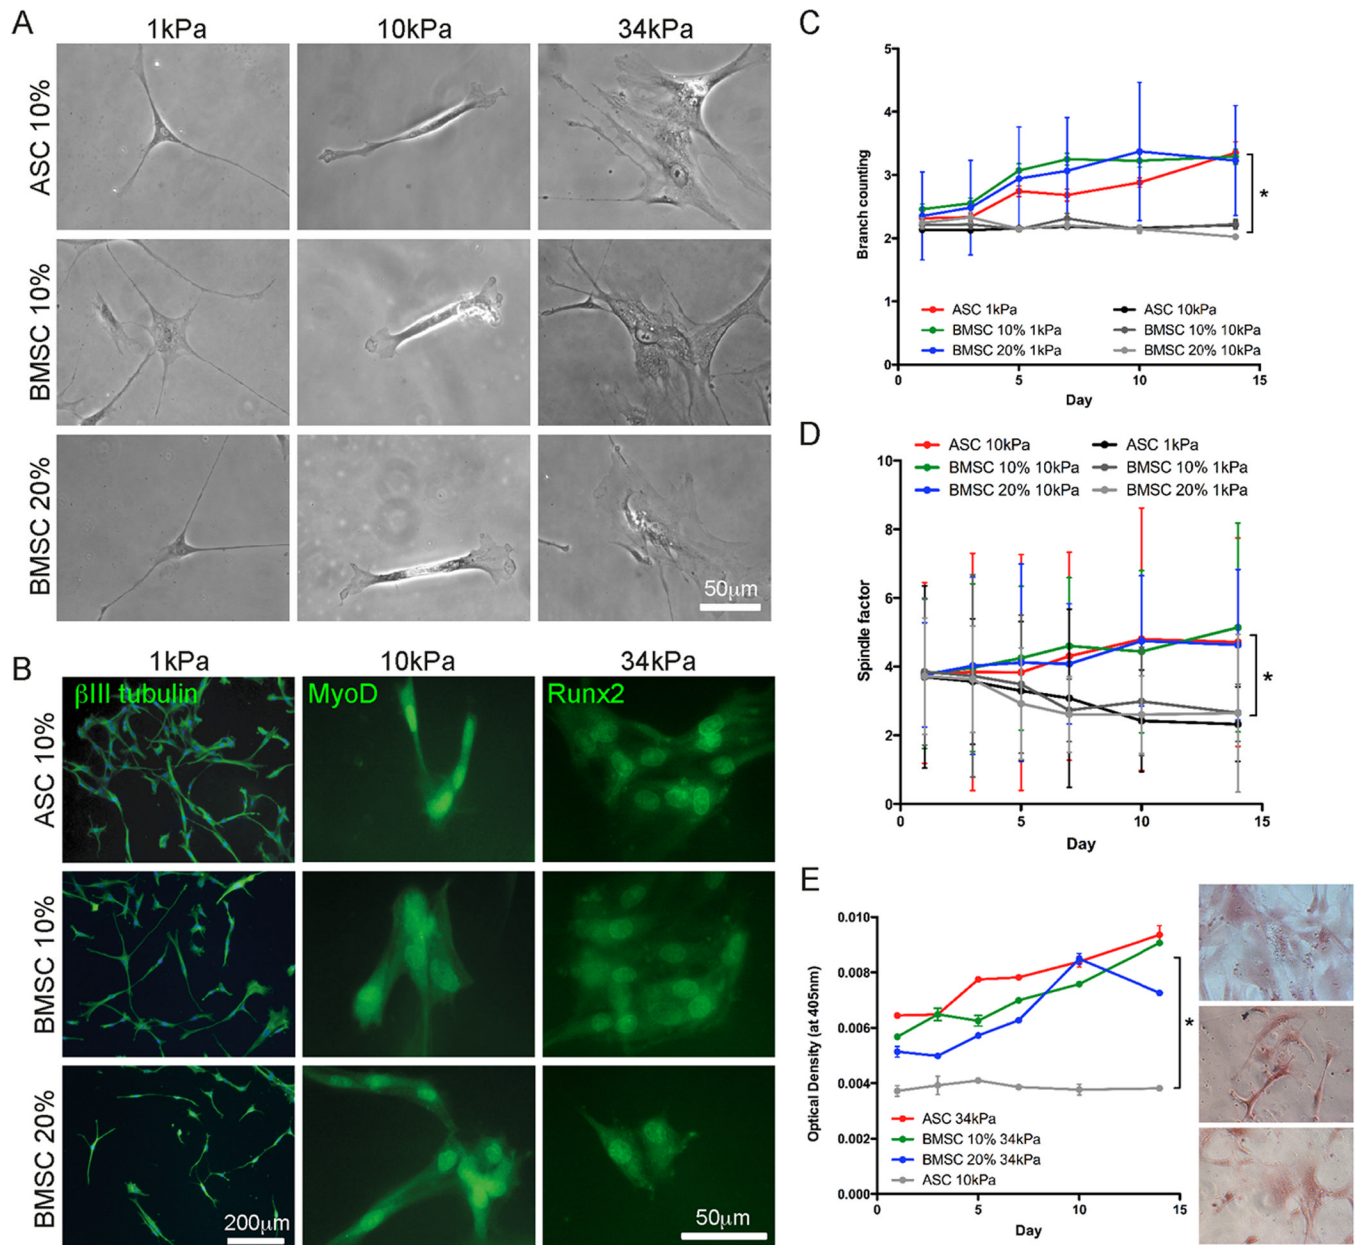 A
1kPa
10kPa
34kPa
ASC 10%
BMSC 10%
BMSC 20%
50μm
B
1kPa
10kPa
34kPa
βIII tubulin
MyoD
Runx2
ASC 10%
BMSC 10%
BMSC 20%
200μm
50μm
C
5
4
3
2
1
0
Branch counting
*
ASC 1kPa
BMSC 10% 1kPa
BMSC 20% 1kPa
ASC 10kPa
BMSC 10% 10kPa
BMSC 20% 10kPa
0
5
10
15
Day
D
ASC 10kPa
BMSC 10% 10kPa
BMSC 20% 10kPa
ASC 1kPa
BMSC 10% 1kPa
BMSC 20% 1kPa
10
8
6
4
2
0
Spindle factor
*
0
5
10
15
Day
E
0.010
0.008
0.006
0.004
0.002
0.000
Optical Density (at 405nm)
*
ASC 34kPa
BMSC 10% 34kPa
BMSC 20% 34kPa
ASC 10kPa
0
5
10
15
Day